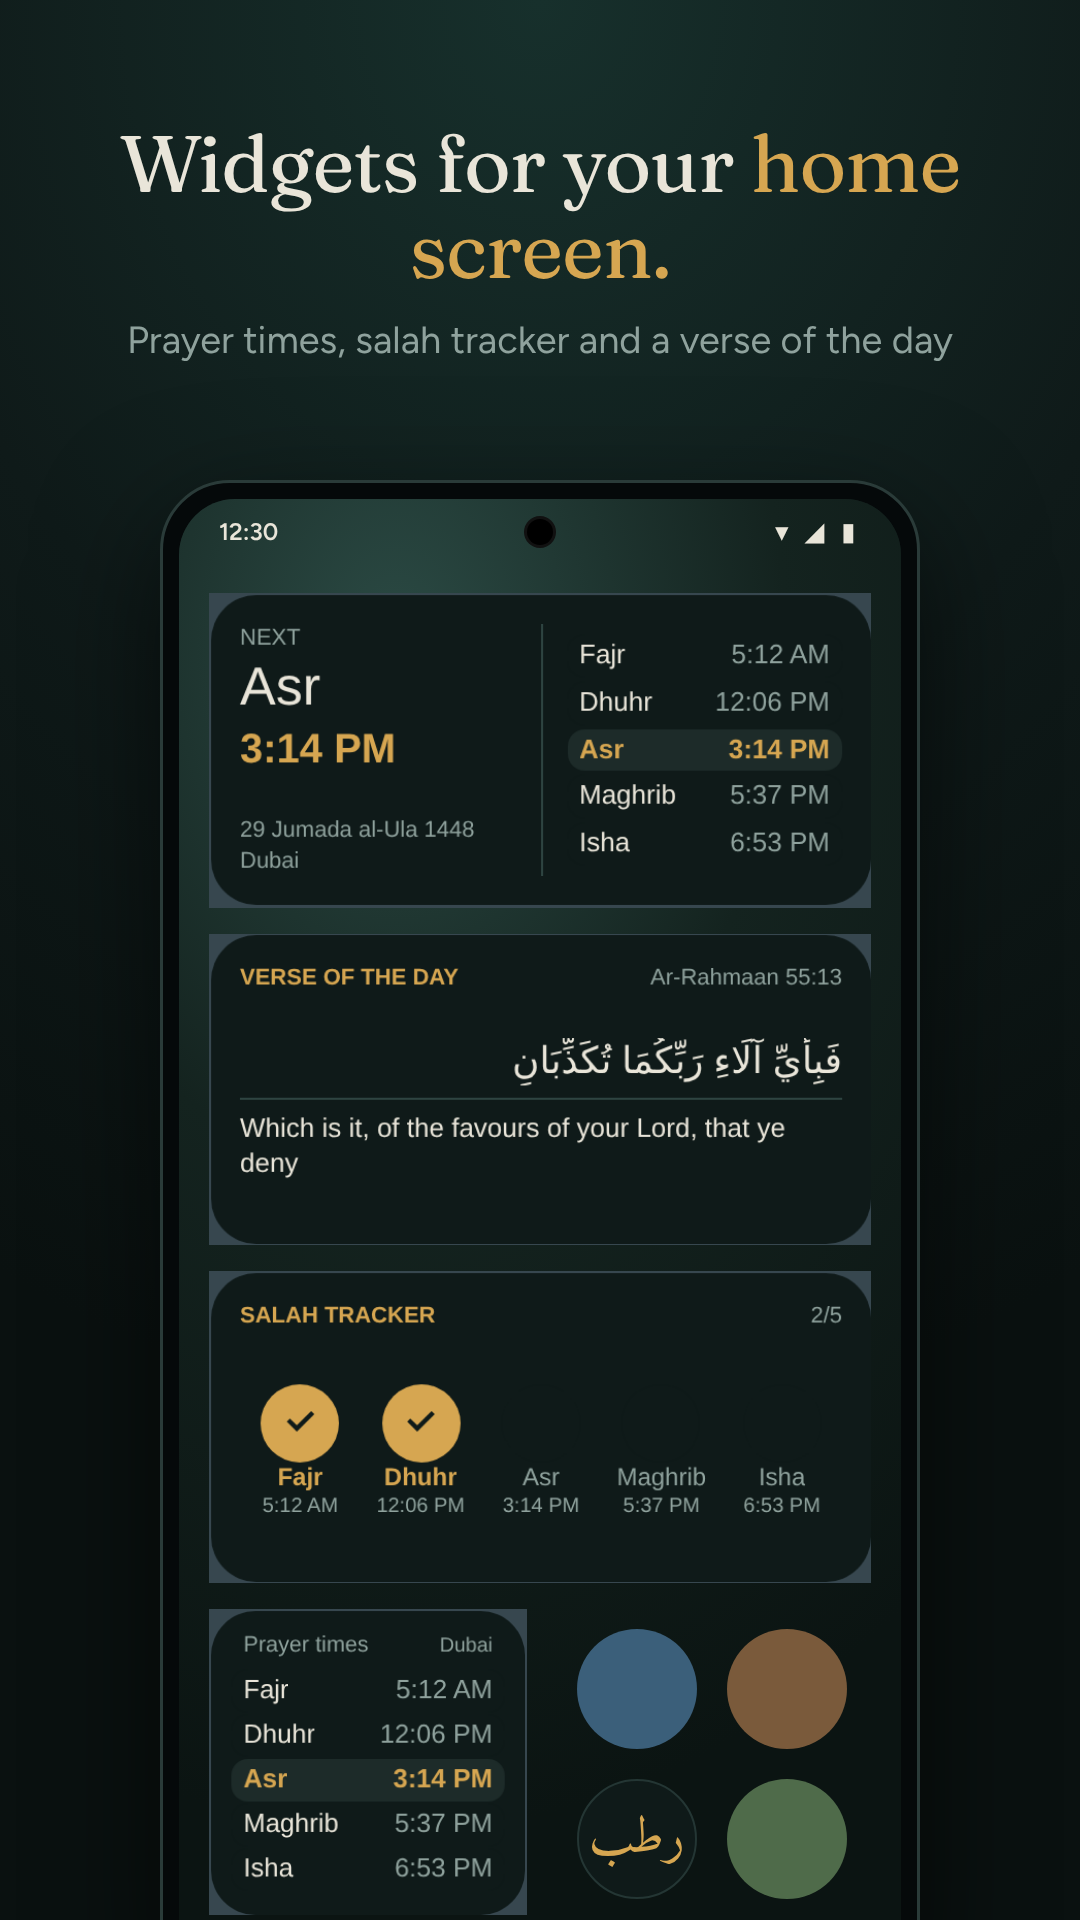 Widgets for your home
screen.
Prayer times, salah tracker and a verse of the day
12:30
NEXT
Asr
3:14 PM
29 Jumada al-Ula 1448
Dubai
Fajr 5:12 AM
Dhuhr 12:06 PM
Asr 3:14 PM
Maghrib 5:37 PM
Isha 6:53 PM
VERSE OF THE DAY Ar-Rahmaan 55:13
فَبِأَيِّ آلَاءِ رَبِّكُمَا تُكَذِّبَانِ
Which is it, of the favours of your Lord, that ye
deny
SALAH TRACKER 2/5
Fajr Dhuhr Asr Maghrib Isha
5:12 AM 12:06 PM 3:14 PM 5:37 PM 6:53 PM
Prayer times Dubai
Fajr 5:12 AM
Dhuhr 12:06 PM
Asr 3:14 PM
Maghrib 5:37 PM
Isha 6:53 PM
رطب